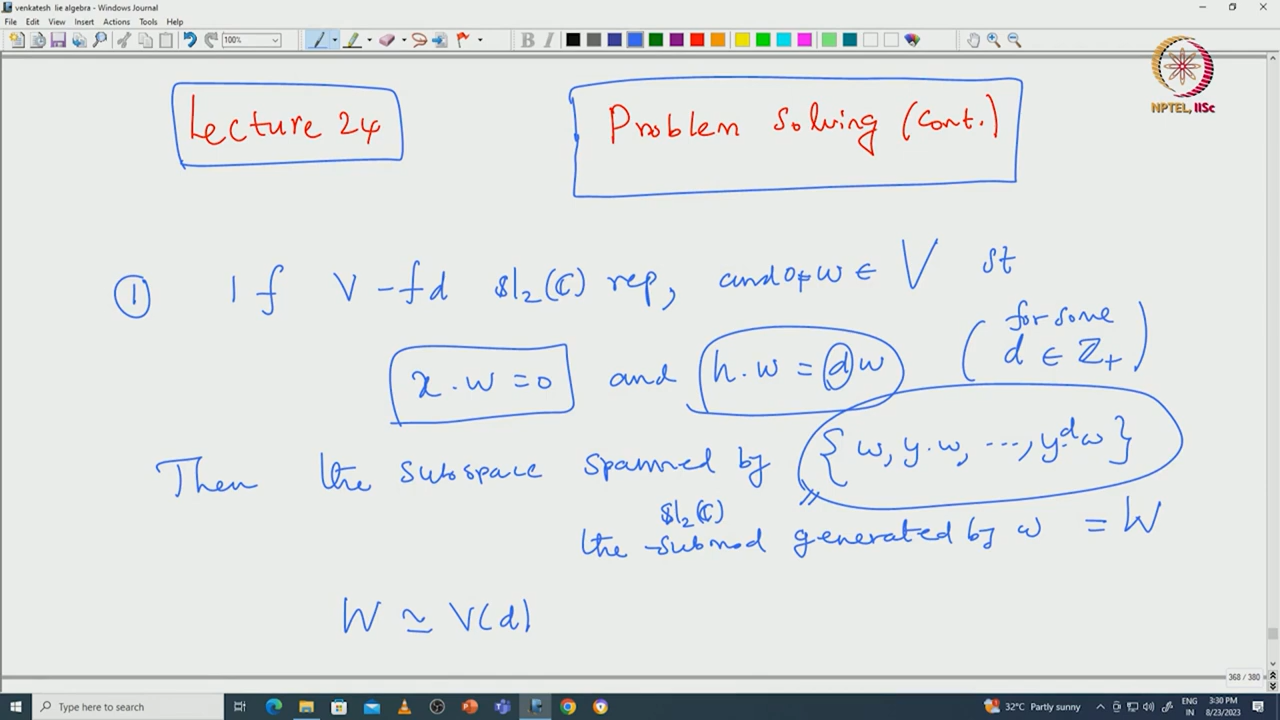 venkatesh lie algebra - Windows Journal
File Edit View Insert Actions Tools Help
100%
B I
NPTEL, IISc
Lecture 24
Problem Solving (Cont.)
① If V - fd sl₂(ℂ) rep, and 0 ≠ w ∈ V st
x . w = 0 and h . w = d w (for some d ∈ ℤ₊)
Then the subspace spanned by { w, y . w, ..., yᵈ. w }
=
the sl₂(ℂ) - submod generated by w = W
W ≃ V(d)
368 / 380
Type here to search
32°C Partly sunny
ENG
IN
3:30 PM
8/23/2023